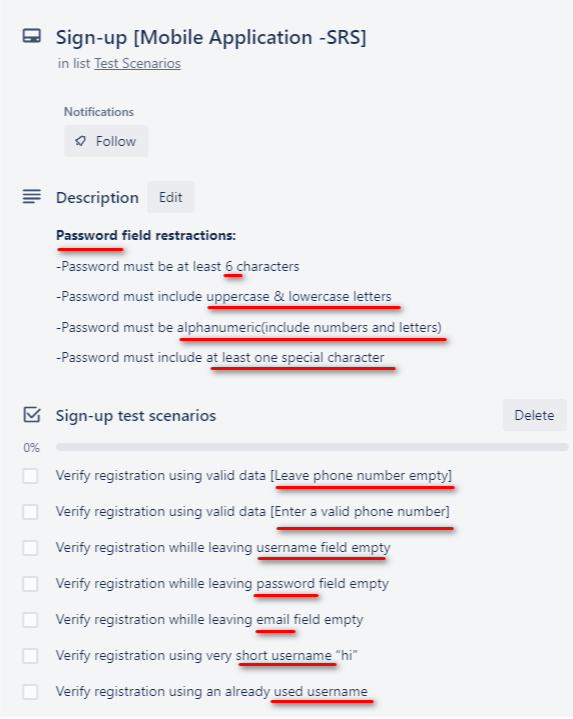 Sign-up [Mobile Application -SRS]
in list Test Scenarios
Notifications
Follow
Description Edit
Password field restractions:
-Password must be at least 6 characters
-Password must include uppercase & lowercase letters
-Password must be alphanumeric(include numbers and letters)
-Password must include at least one special character
Sign-up test scenarios Delete
0%
Verify registration using valid data [Leave phone number empty]
Verify registration using valid data [Enter a valid phone number]
Verify registration whille leaving username field empty
Verify registration whille leaving password field empty
Verify registration whille leaving email field empty
Verify registration using very short username “hi”
Verify registration using an already used username